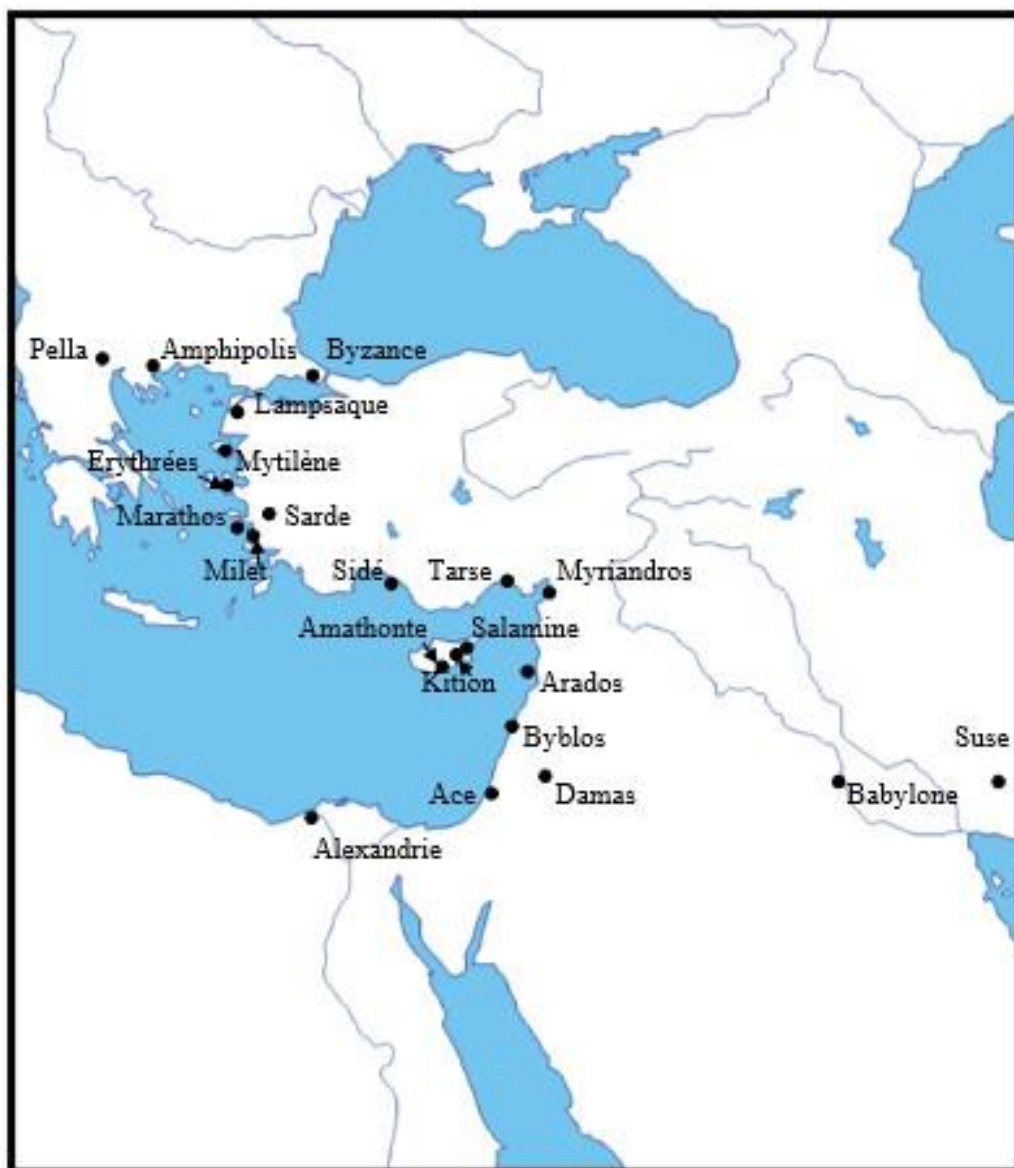 Pella
Amphipolis
Byzance
Lampsaque
Erythrées
Mytilène
Marathos
Sarde
Milet
Sidé
Tarse
Myriandros
Amathonte
Salamine
Kition
Arados
Byblos
Suse
Ace
Damas
Babylone
Alexandrie